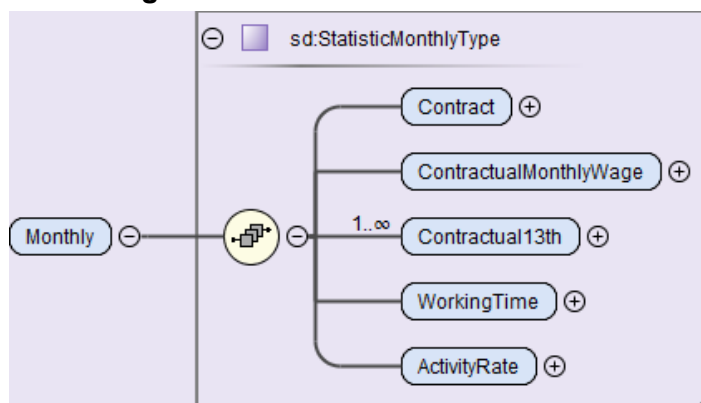 sd:StatisticMonthlyType
Contract
ContractualMonthlyWage
Monthly
1..∞
Contractual13th
WorkingTime
ActivityRate